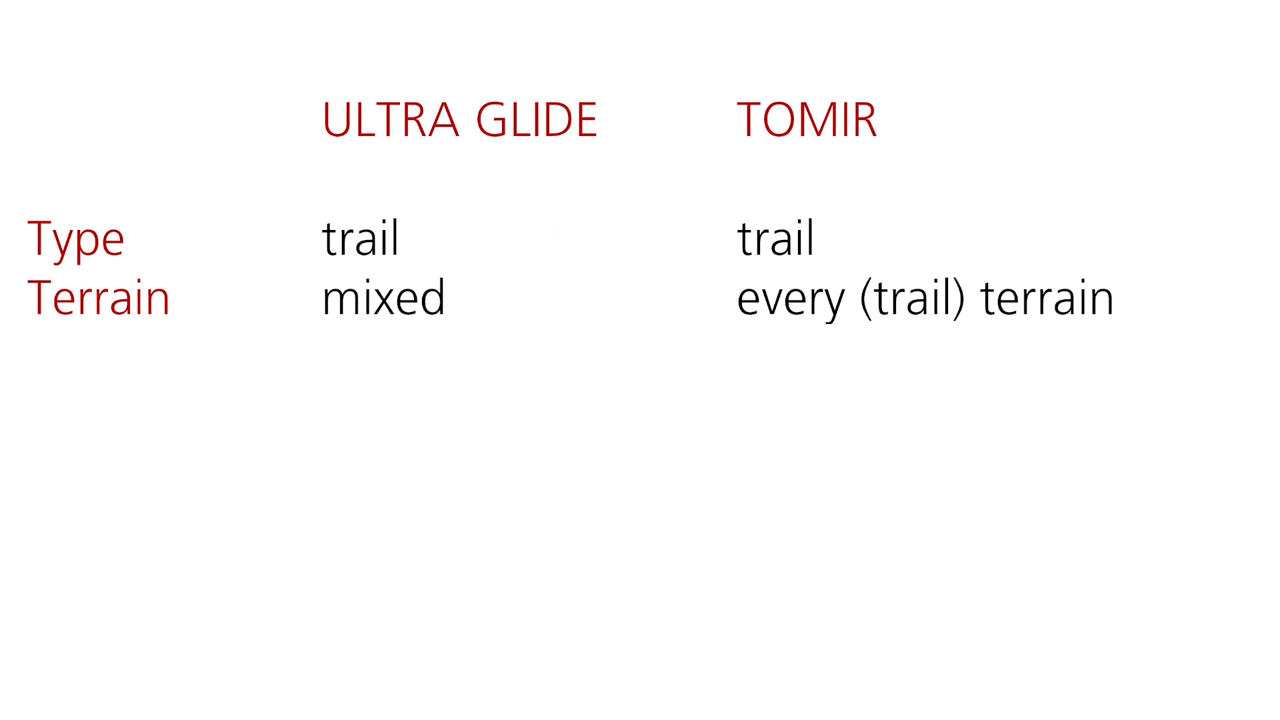 ULTRA GLIDE TOMIR
Type trail trail
Terrain mixed every (trail) terrain